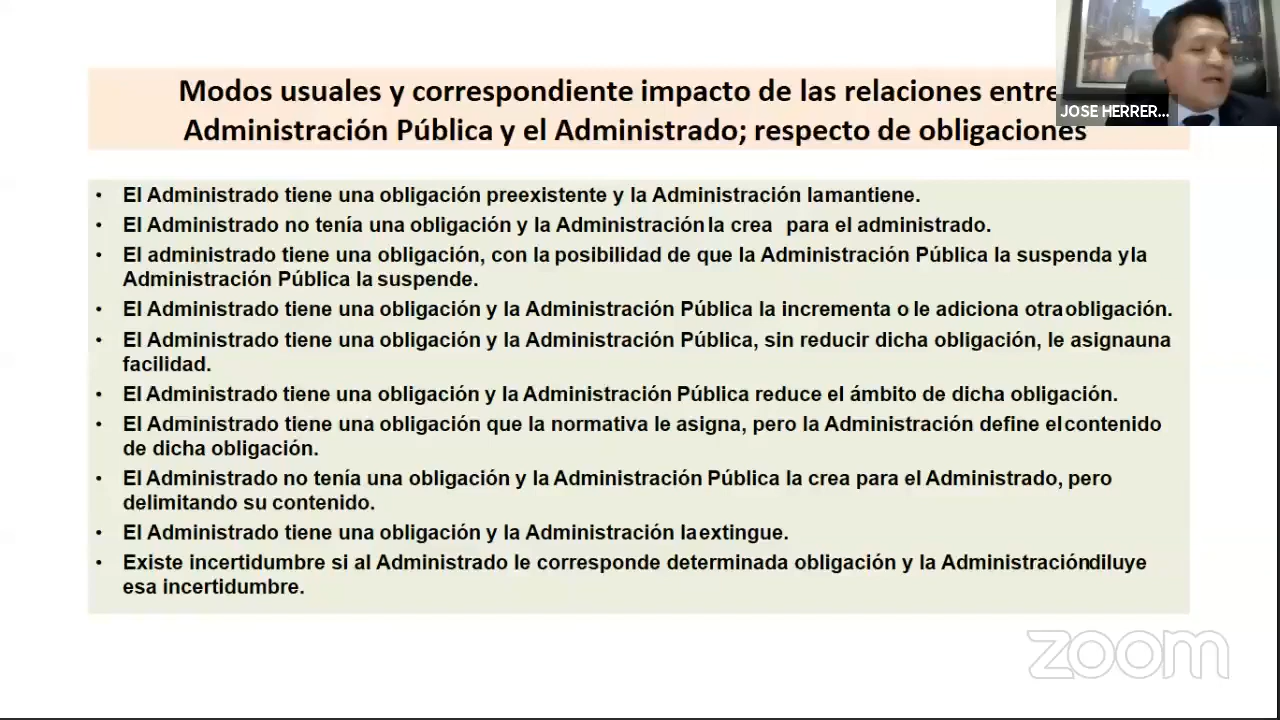 Modos usuales y correspondiente impacto de las relaciones entre
Administración Pública y el Administrado; respecto de obligaciones
JOSE HERRER...
• El Administrado tiene una obligación preexistente y la Administración lamantiene.
• El Administrado no tenía una obligación y la Administración la crea para el administrado.
• El administrado tiene una obligación, con la posibilidad de que la Administración Pública la suspenda y la
Administración Pública la suspende.
• El Administrado tiene una obligación y la Administración Pública la incrementa o le adiciona otra obligación.
• El Administrado tiene una obligación y la Administración Pública, sin reducir dicha obligación, le asignauna
facilidad.
• El Administrado tiene una obligación y la Administración Pública reduce el ámbito de dicha obligación.
• El Administrado tiene una obligación que la normativa le asigna, pero la Administración define el contenido
de dicha obligación.
• El Administrado no tenía una obligación y la Administración Pública la crea para el Administrado, pero
delimitando su contenido.
• El Administrado tiene una obligación y la Administración la extingue.
• Existe incertidumbre si al Administrado le corresponde determinada obligación y la Administracióndiluye
esa incertidumbre.
zoom